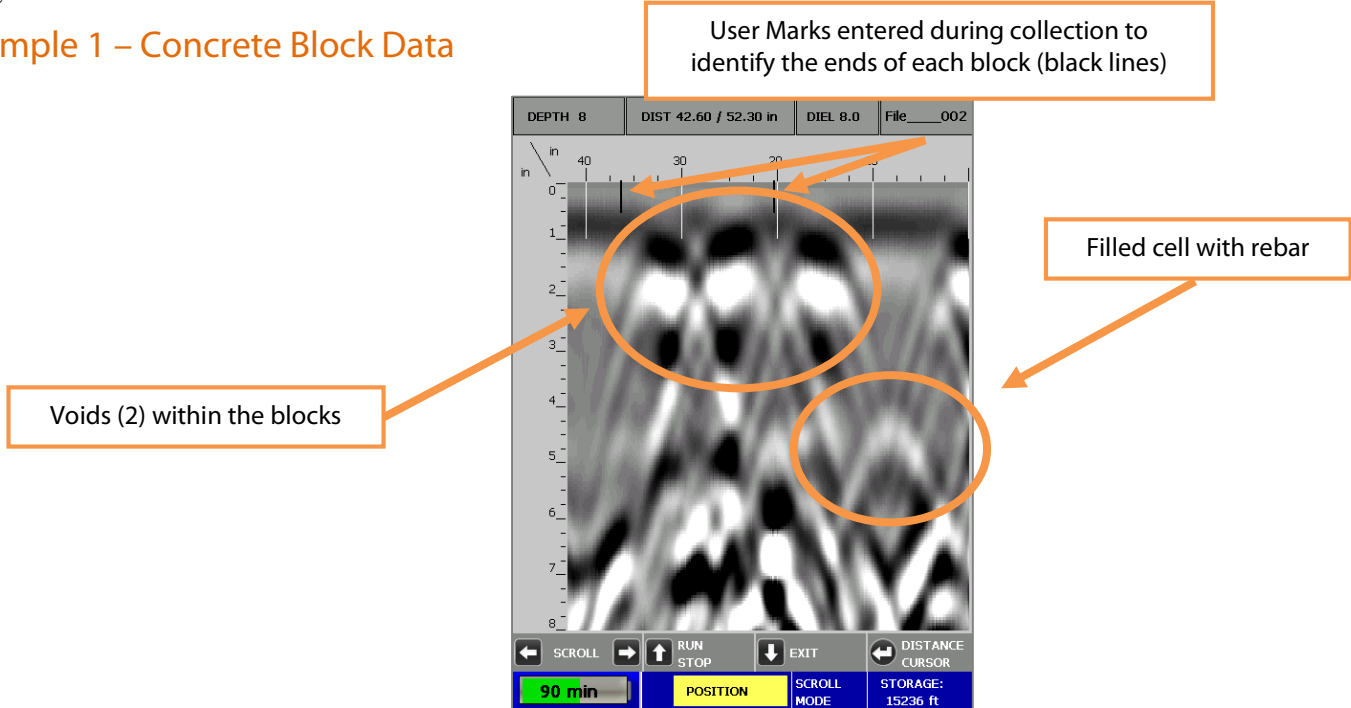 mple 1 – Concrete Block Data
User Marks entered during collection to
identify the ends of each block (black lines)
DEPTH 8 DIST 42.60 / 52.30 in DIEL 8.0 File____002
in
in
40 30 20
0
1
2
3
4
5
6
7
8
Filled cell with rebar
Voids (2) within the blocks
SCROLL RUN STOP EXIT DISTANCE CURSOR
90 min POSITION SCROLL MODE STORAGE: 15236 ft